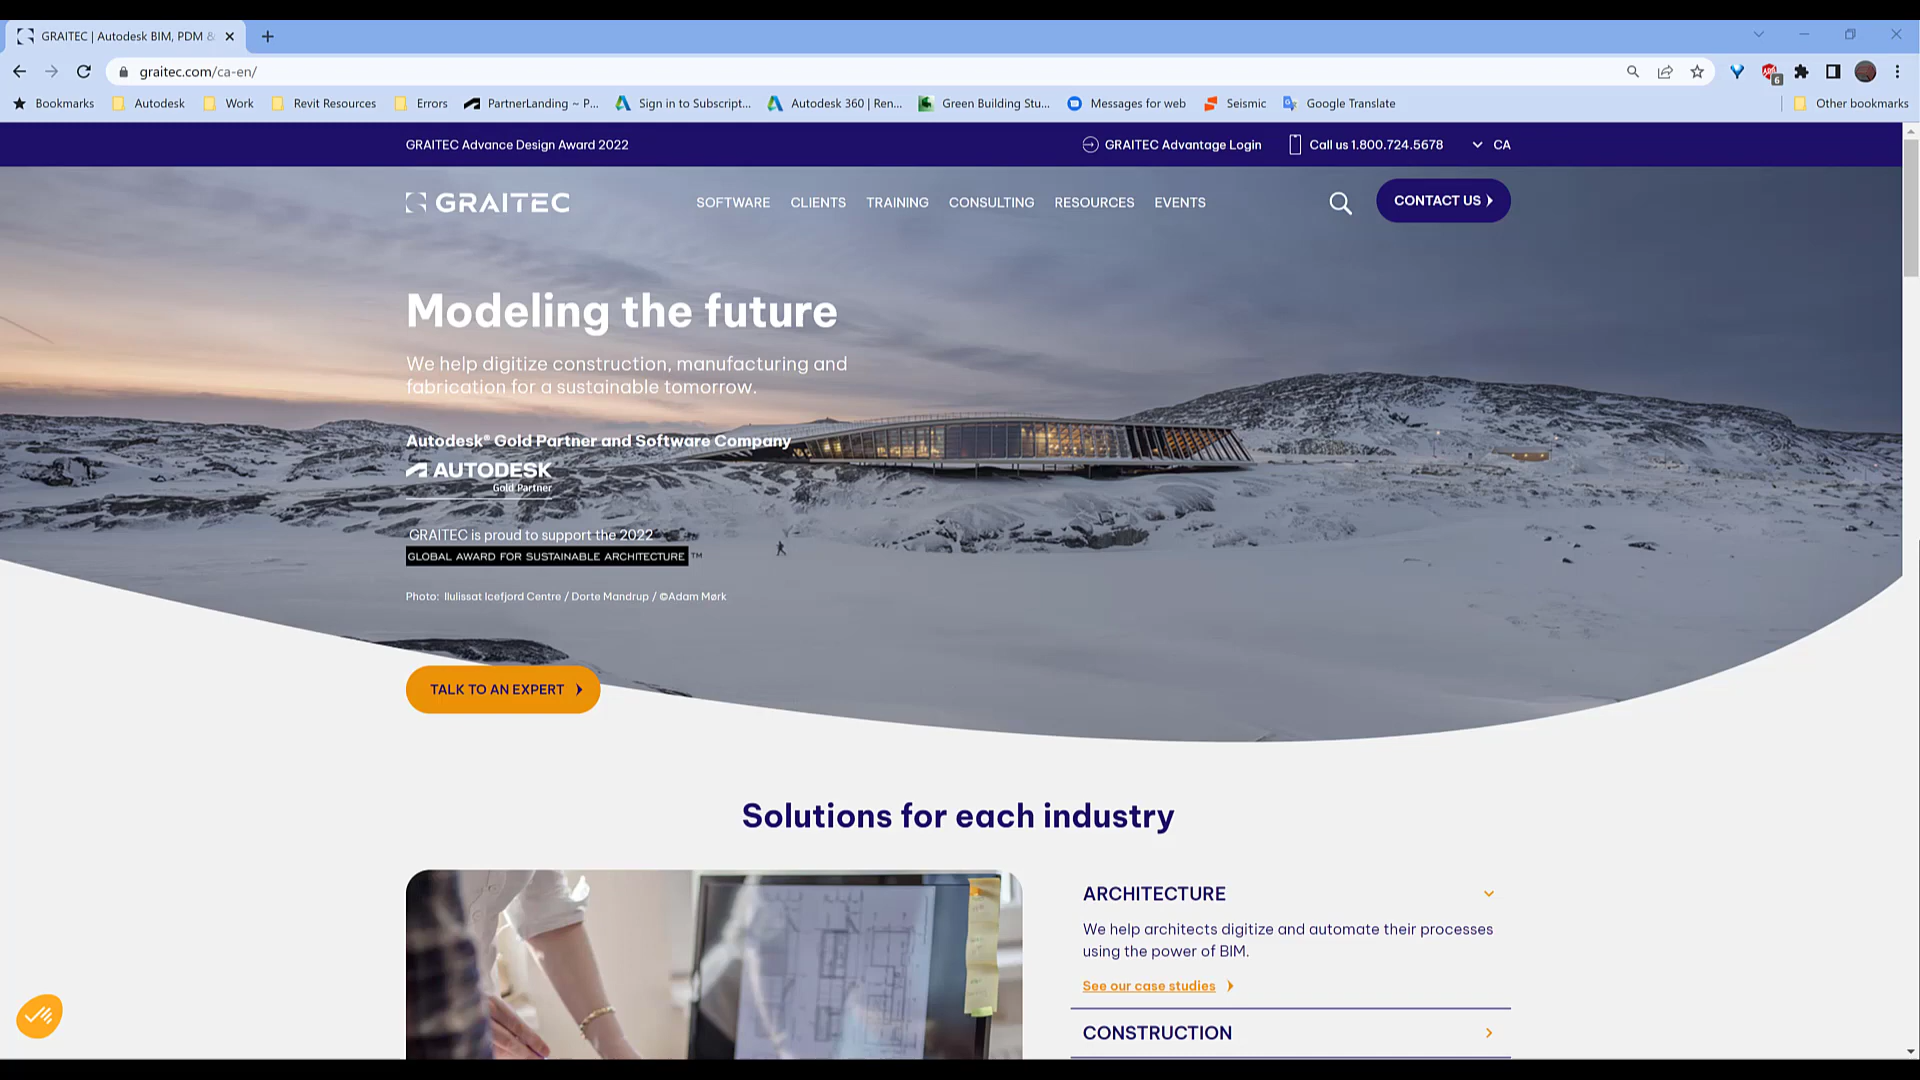 GRAITEC | Autodesk BIM, PDM &
graitec.com/ca-en/
6
Bookmarks
Autodesk
Work
Revit Resources
Errors
PartnerLanding ~ P...
Sign in to Subscript...
Autodesk 360 | Ren...
Green Building Stu...
Messages for web
Seismic
Google Translate
Other bookmarks
GRAITEC Advance Design Award 2022
GRAITEC Advantage Login
Call us 1.800.724.5678
CA
GRAITEC
SOFTWARE
CLIENTS
TRAINING
CONSULTING
RESOURCES
EVENTS
CONTACT US
Modeling the future
We help digitize construction, manufacturing and
fabrication for a sustainable tomorrow.
Autodesk® Gold Partner and Software Company
AUTODESK
Gold Partner
GRAITEC is proud to support the 2022
GLOBAL AWARD FOR SUSTAINABLE ARCHITECTURE ™
Photo: Ilulissat Icefjord Centre / Dorte Mandrup / ©Adam Mørk
TALK TO AN EXPERT
Solutions for each industry
ARCHITECTURE
We help architects digitize and automate their processes
using the power of BIM.
See our case studies
CONSTRUCTION